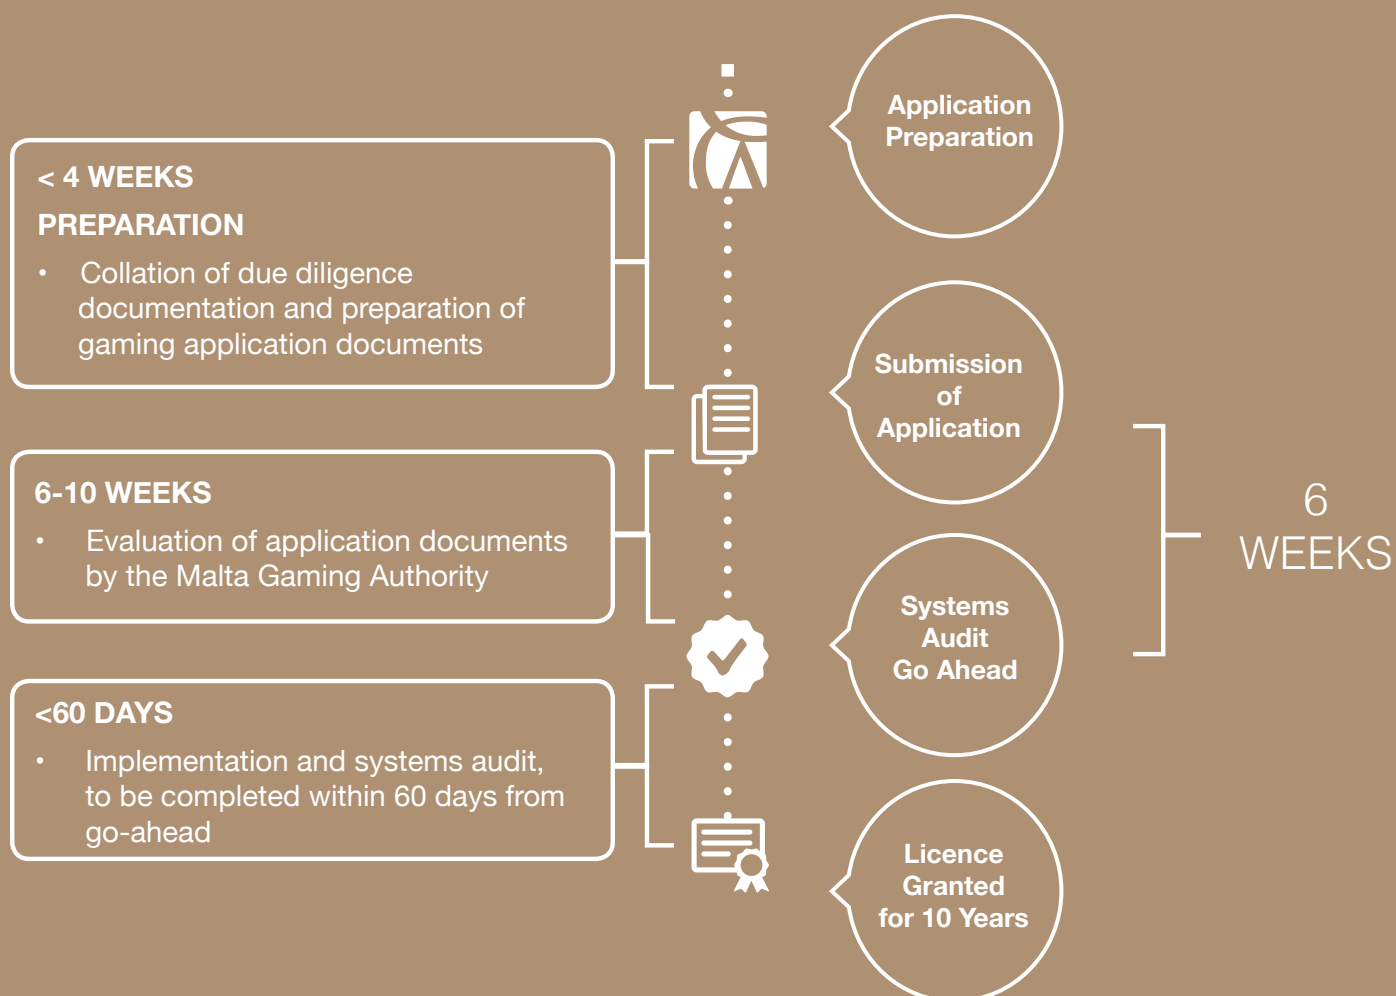 Application
Preparation
< 4 WEEKS
PREPARATION
• Collation of due diligence
documentation and preparation of
gaming application documents
Submission
of
Application
6-10 WEEKS
• Evaluation of application documents
by the Malta Gaming Authority
6
WEEKS
Systems
Audit
Go Ahead
<60 DAYS
• Implementation and systems audit,
to be completed within 60 days from
go-ahead
Licence
Granted
for 10 Years